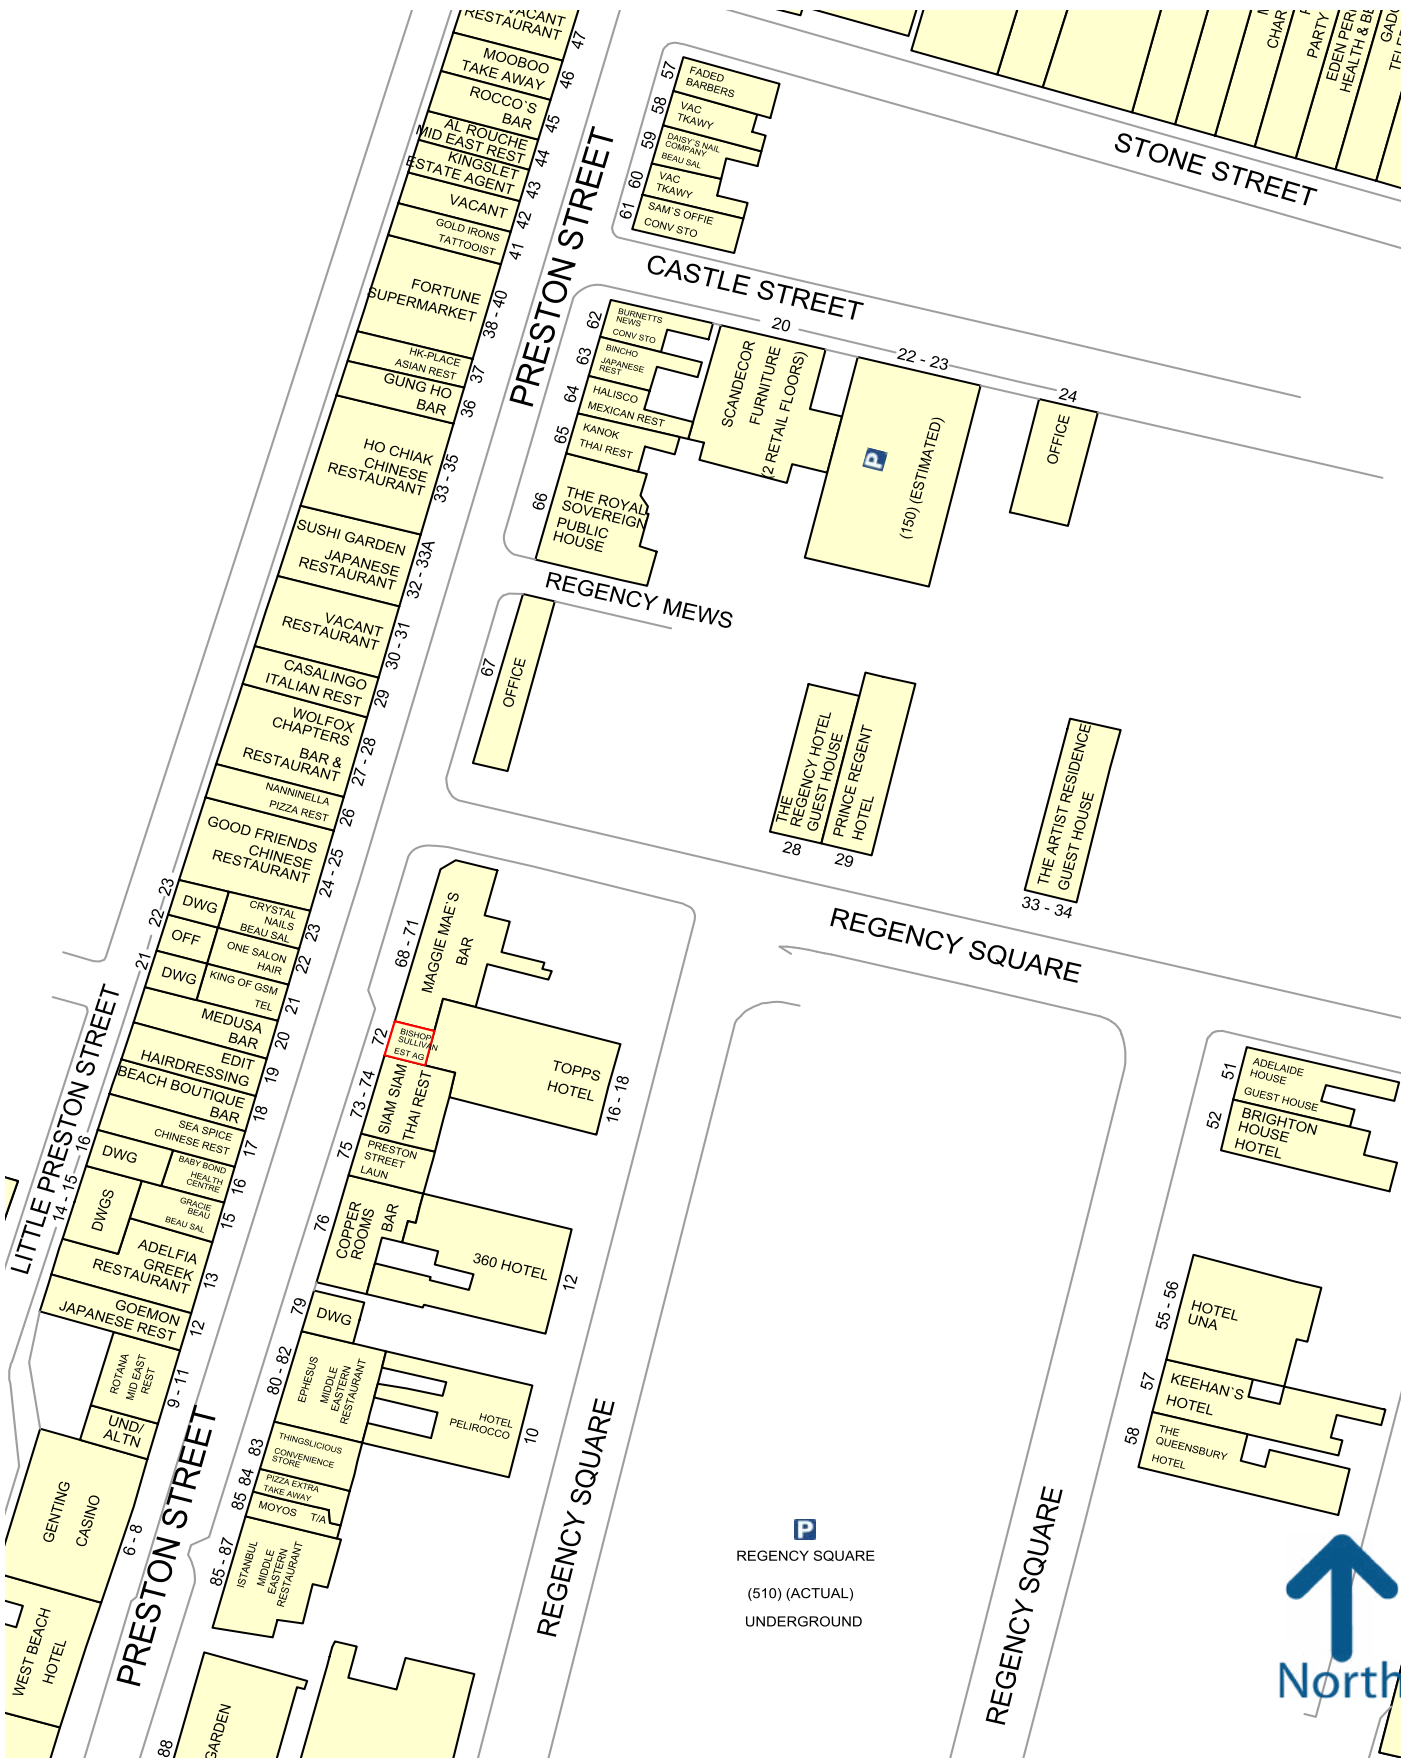 VACANT
RESTAURANT
47
MOOBOO
TAKE AWAY
46
ROCCO`S
BAR
45
AL ROUCHE
MID EAST REST
44
KINGSLET
ESTATE AGENT
43
VACANT
42
GOLD IRONS
TATTOOIST
41
FORTUNE
SUPERMARKET
38 - 40
HK-PLACE
ASIAN REST
37
GUNG HO
BAR
36
HO CHIAK
CHINESE
RESTAURANT
33 - 35
SUSHI GARDEN
JAPANESE
RESTAURANT
32 - 33A
VACANT
RESTAURANT
30 - 31
CASALINGO
ITALIAN REST
29
WOLFOX
CHAPTERS
BAR &
RESTAURANT
27 - 28
NANNINELLA
PIZZA REST
26
GOOD FRIENDS
CHINESE
RESTAURANT
24 - 25
23
DWG
CRYSTAL
NAILS
BEAU SAL
23
22
OFF
ONE SALON
HAIR
22
21
DWG
KING OF GSM
TEL
21
MEDUSA
BAR
20
EDIT
HAIRDRESSING
19
BEACH BOUTIQUE
BAR
18
SEA SPICE
CHINESE REST
17
16
DWG
BABY BOND
HEALTH
CENTRE
16
14 - 15
DWGS
GRACIE
BEAU
BEAU SAL
15
ADELFIA
GREEK
RESTAURANT
13
GOEMON
JAPANESE REST
12
ROTANA
MID EAST
REST
9 - 11
UND/
ALTN
GENTING
CASINO
6 - 8
WEST BEACH
HOTEL
LITTLE PRESTON STREET
PRESTON STREET
PRESTON STREET
57
FADED
BARBERS
58
VAC
TKAWY
59
DAISY`S NAIL
COMPANY
BEAU SAL
60
VAC
TKAWY
61
SAM`S OFFIE
CONV STO
STONE STREET
CHAR
PARTY
EDEN PER
HEALTH & BE
CASTLE STREET
62
BURNETTS
NEWS
CONV STO
63
BINCHO
JAPANESE
REST
64
HALISCO
MEXICAN REST
65
KANOK
THAI REST
66
THE ROYAL
SOVEREIGN
PUBLIC
HOUSE
20
SCANDECOR
FURNITURE
(2 RETAIL FLOORS)
22 - 23
P
(150) (ESTIMATED)
24
OFFICE
REGENCY MEWS
67
OFFICE
THE
REGENCY HOTEL
GUEST HOUSE
28
PRINCE REGENT
HOTEL
29
THE ARTIST RESIDENCE
GUEST HOUSE
33 - 34
REGENCY SQUARE
68 - 71
MAGGIE MAE`S
BAR
72
BISHOP
SULLIVAN
EST AG
TOPPS
HOTEL
16 - 18
73 - 74
SIAM SIAM
THAI REST
75
PRESTON
STREET
LAUN
76
COPPER
ROOMS
BAR
360 HOTEL
12
79
DWG
80 - 82
EPHESUS
MIDDLE
EASTERN
RESTAURANT
HOTEL
PELIROCCO
10
83
THINGSLICIOUS
CONVENIENCE
STORE
84
PIZZA EXTRA
TAKE AWAY
85
MOYOS
T/A
85 - 87
ISTANBUL
MIDDLE
EASTERN
RESTAURANT
88
GARDEN
REGENCY SQUARE
P
REGENCY SQUARE
(510) (ACTUAL)
UNDERGROUND
REGENCY SQUARE
51
ADELAIDE
HOUSE
GUEST HOUSE
52
BRIGHTON
HOUSE
HOTEL
55 - 56
HOTEL
UNA
57
KEEHAN`S
HOTEL
58
THE
QUEENSBURY
HOTEL
North